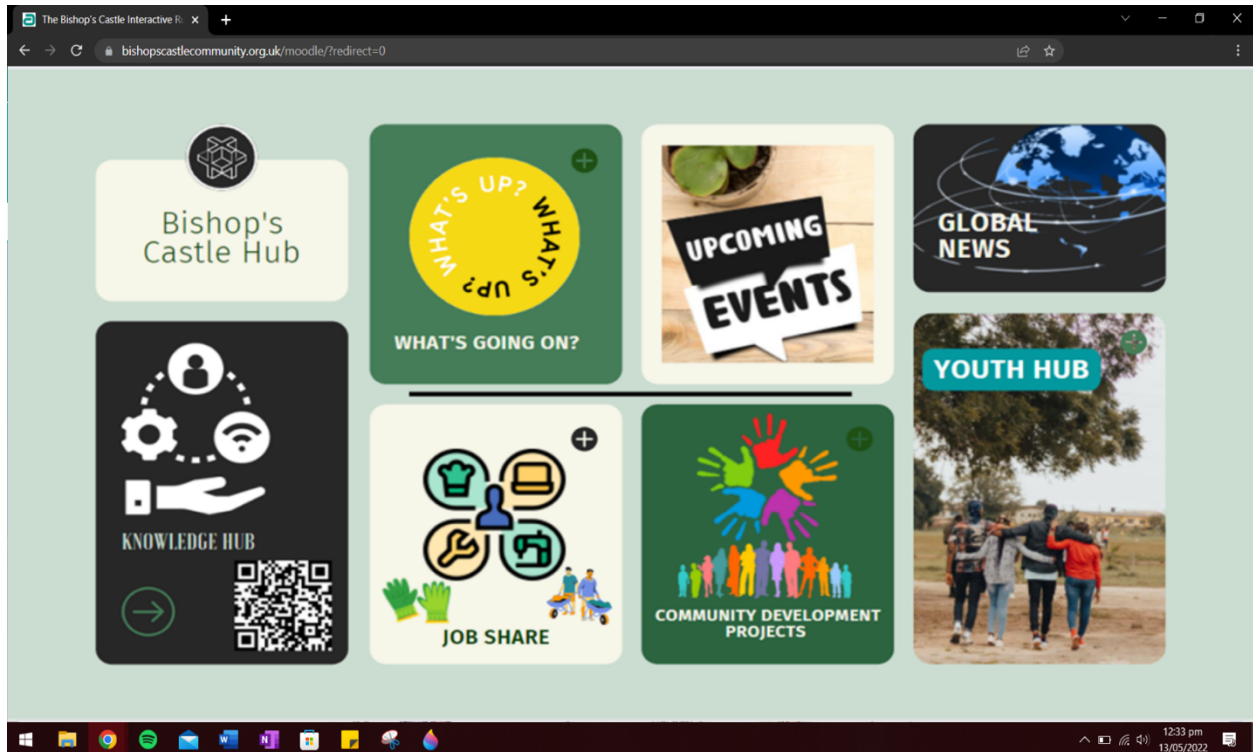 The Bishop's Castle Interactive R
bishopscastlecommunity.org.uk/moodle/?redirect=0
Bishop's
Castle Hub
WHAT'S UP? WHAT'S UP?
WHAT'S GOING ON?
UPCOMING
EVENTS
GLOBAL
NEWS
KNOWLEDGE HUB
JOB SHARE
COMMUNITY DEVELOPMENT
PROJECTS
YOUTH HUB
12:33 pm
13/05/2022